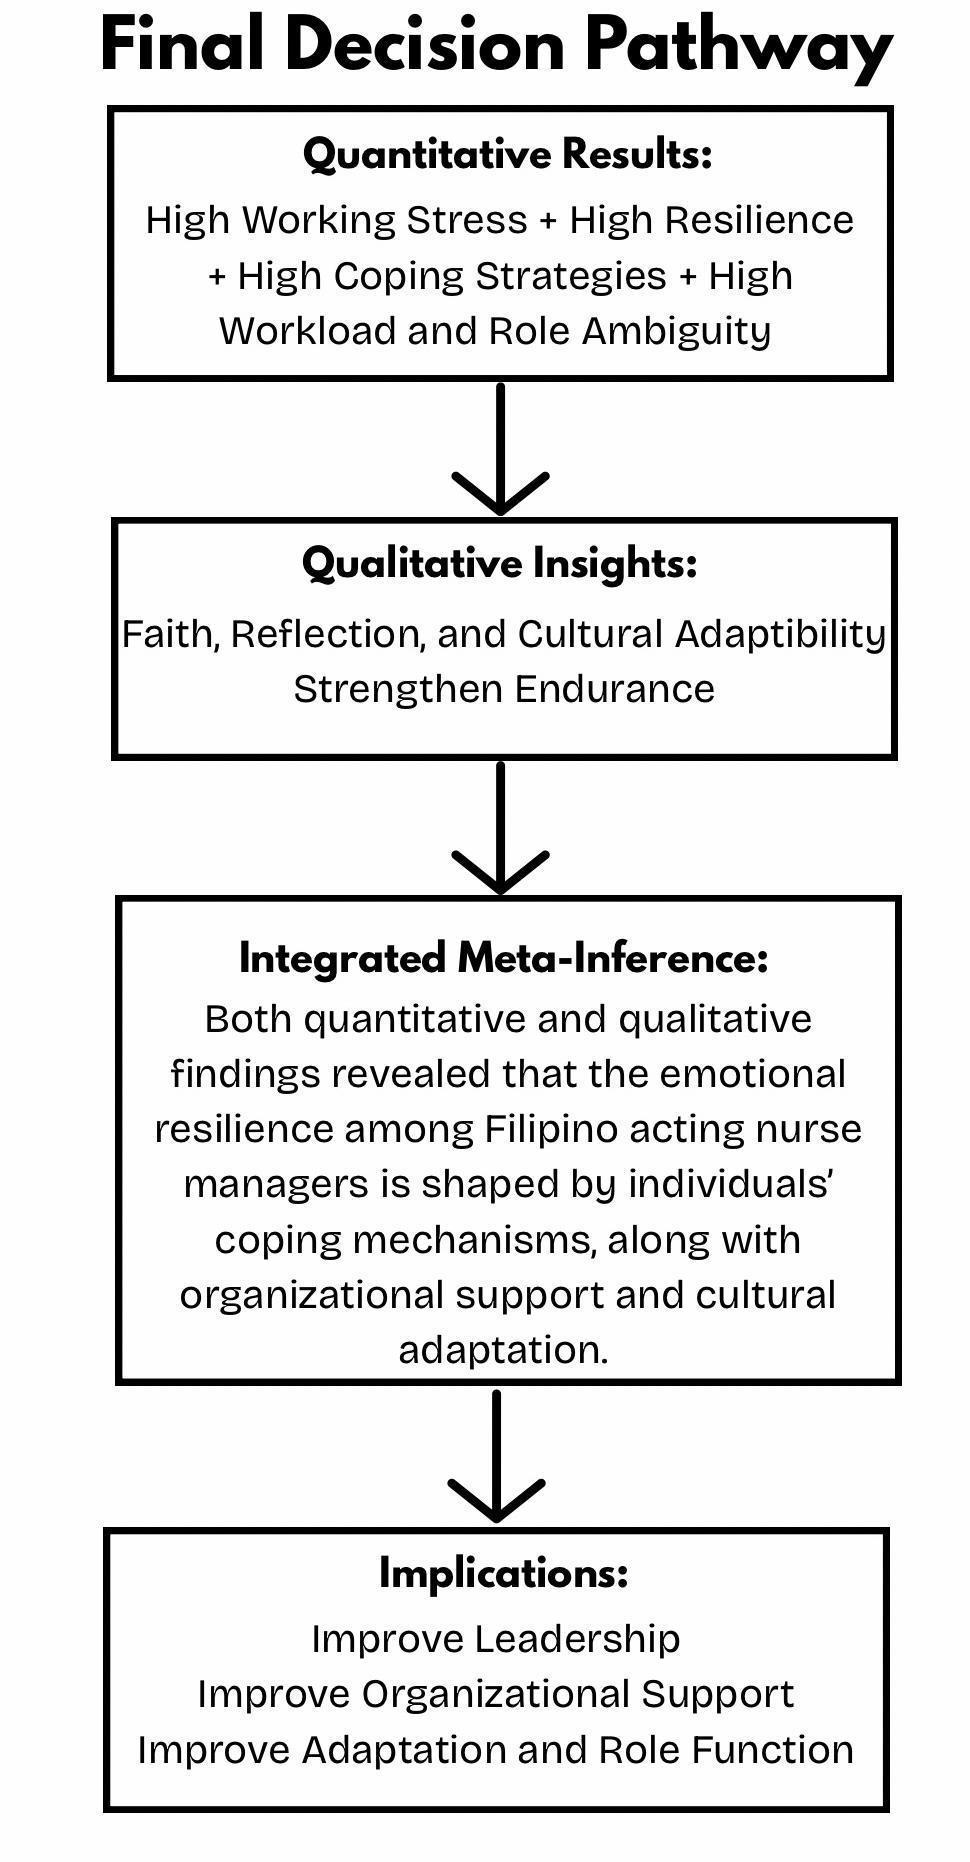 Final Decision Pathway
Quantitative Results:
High Working Stress + High Resilience
+ High Coping Strategies + High
Workload and Role Ambiguity
Qualitative Insights:
Faith, Reflection, and Cultural Adaptibility
Strengthen Endurance
Integrated Meta-Inference:
Both quantitative and qualitative
findings revealed that the emotional
resilience among Filipino acting nurse
managers is shaped by individuals’
coping mechanisms, along with
organizational support and cultural
adaptation.
Implications:
Improve Leadership
Improve Organizational Support
Improve Adaptation and Role Function